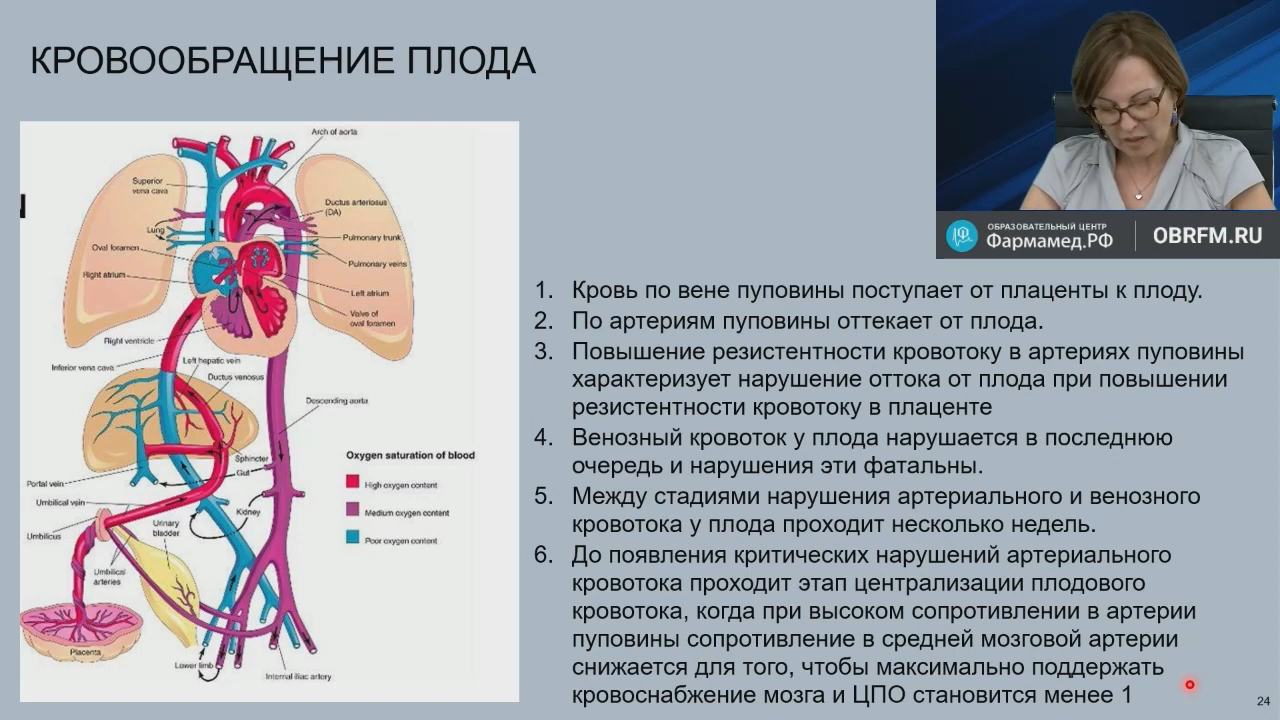 КРОВООБРАЩЕНИЕ ПЛОДА
ОБРАЗОВАТЕЛЬНЫЙ ЦЕНТР
Фармамед.РФ
OBRFM.RU
Arch of aorta
Superior
vena cava
Ductus arteriosus
(DA)
Lung
Pulmonary trunk
Oval foramen
Pulmonary veins
Right atrium
Left atrium
Valve of
oval foramen
Right ventricle
Left hepatic vein
Inferior vena cava
Ductus venosus
Descending aorta
Sphincter
Gut
Portal vein
Umbilical vein
Kidney
Urinary
bladder
Umbilicus
Umbilical
arteries
Placenta
Lower limb
Internal iliac artery
Oxygen saturation of blood
High oxygen content
Medium oxygen content
Poor oxygen content
1. Кровь по вене пуповины поступает от плаценты к плоду.
2. По артериям пуповины оттекает от плода.
3. Повышение резистентности кровотоку в артериях пуповины
характеризует нарушение оттока от плода при повышении
резистентности кровотоку в плаценте
4. Венозный кровоток у плода нарушается в последнюю
очередь и нарушения эти фатальны.
5. Между стадиями нарушения артериального и венозного
кровотока у плода проходит несколько недель.
6. До появления критических нарушений артериального
кровотока проходит этап централизации плодового
кровотока, когда при высоком сопротивлении в артерии
пуповины сопротивление в средней мозговой артерии
снижается для того, чтобы максимально поддержать
кровоснабжение мозга и ЦПО становится менее 1
24